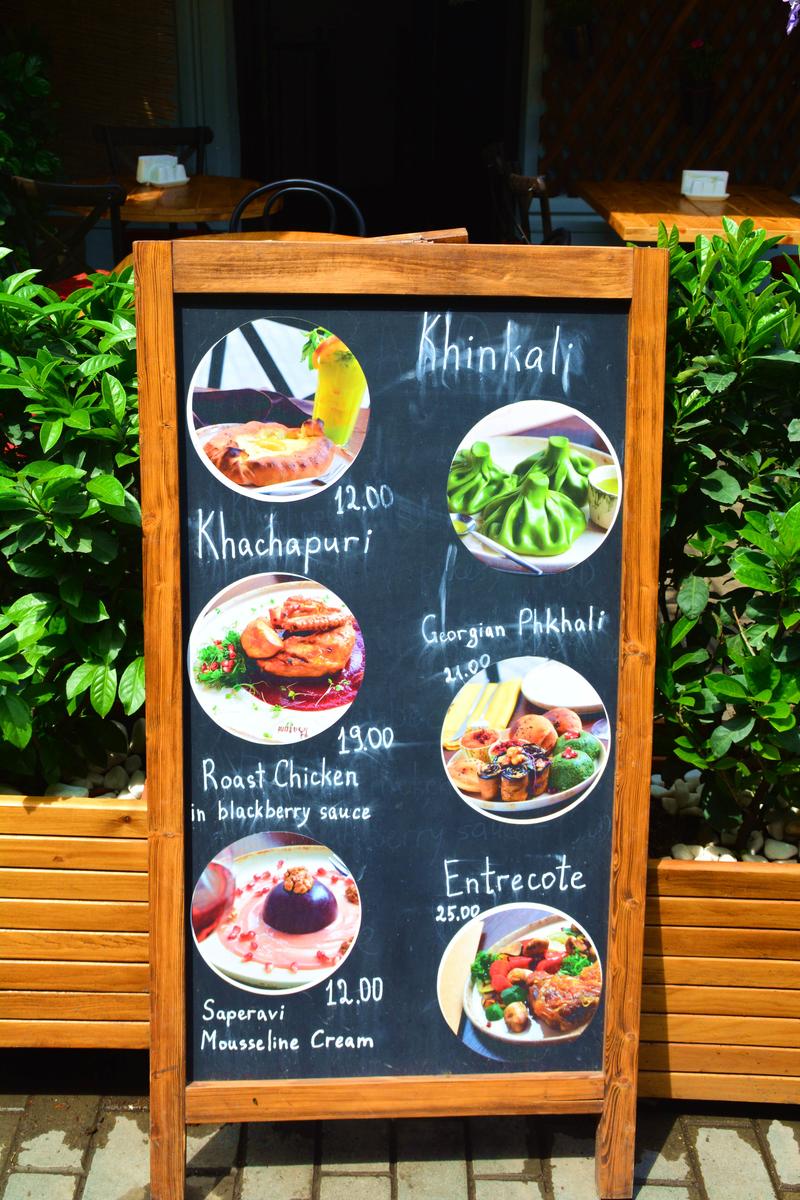 12.00
Khachapuri
19.00
Roast Chicken
in blackberry sauce
12.00
Saperavi
Mousseline Cream
Khinkali
Georgian Phkhali
21.00
Entrecote
25.00